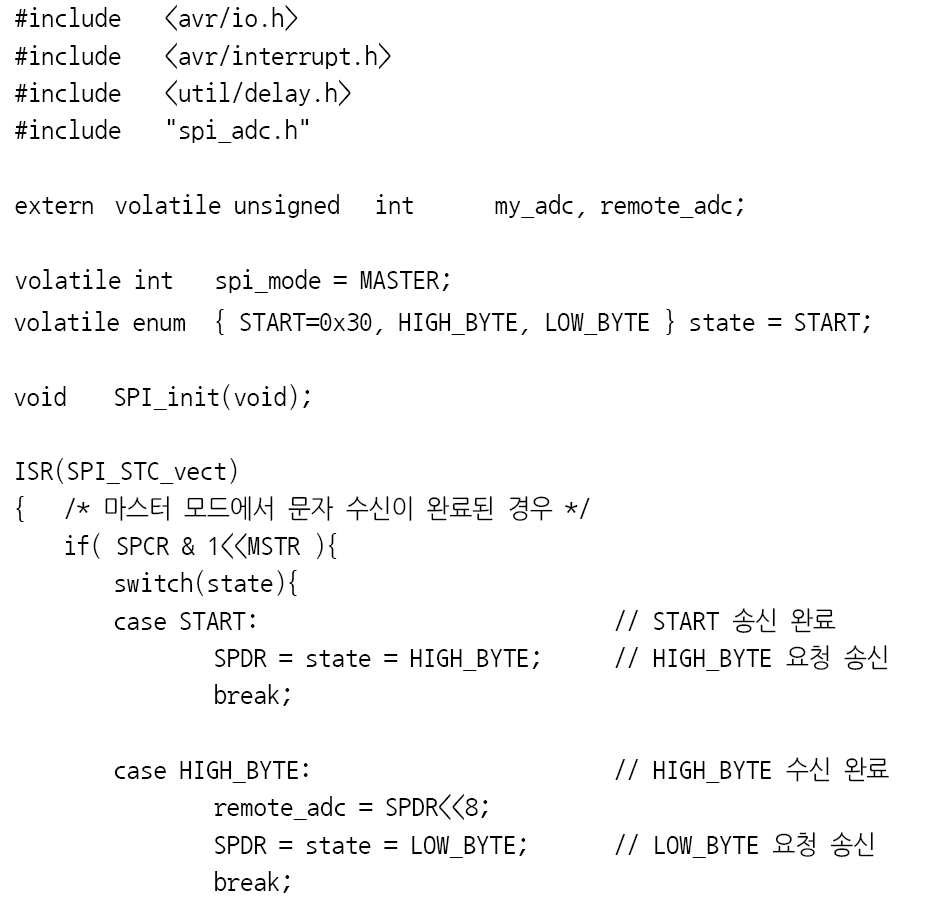 #include <avr/io.h>
#include <avr/interrupt.h>
#include <util/delay.h>
#include "spi_adc.h"
extern volatile unsigned int my_adc, remote_adc;
volatile int spi_mode = MASTER;
volatile enum { START=0x30, HIGH_BYTE, LOW_BYTE } state = START;
void SPI_init(void);
ISR(SPI_STC_vect)
{ /* 마스터 모드에서 문자 수신이 완료된 경우 */
if( SPCR & 1<<MSTR ){
switch(state){
case START: // START 송신 완료
SPDR = state = HIGH_BYTE; // HIGH_BYTE 요청 송신
break;
case HIGH_BYTE: // HIGH_BYTE 수신 완료
remote_adc = SPDR<<8;
SPDR = state = LOW_BYTE; // LOW_BYTE 요청 송신
break;